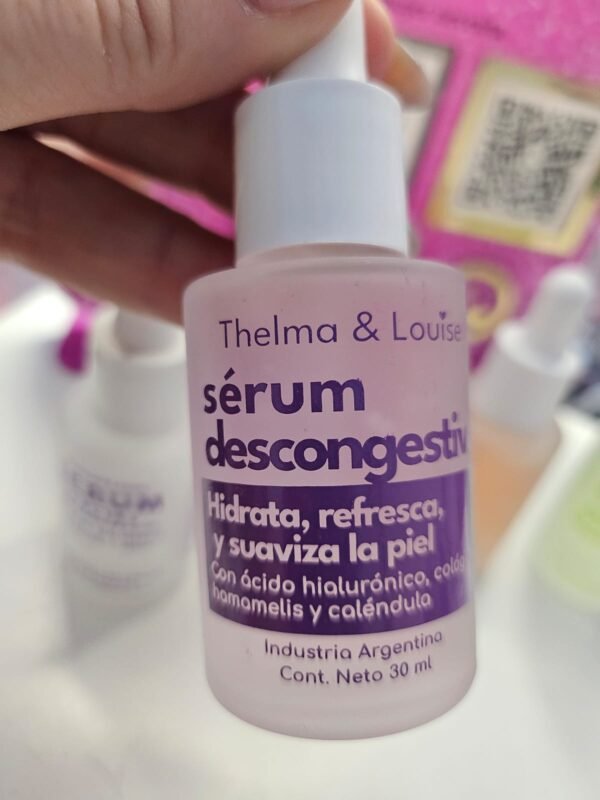 Thelma & Louise
sérum
descongestiv
Hidrata, refresca,
y suaviza la piel
Con ácido hialurónico, colág
hamamelis y caléndula
Industria Argentina
Cont. Neto 30 ml